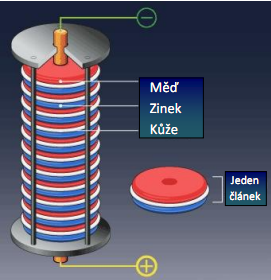 −
Měď
Zinek
Kůže
Jeden
článek
+